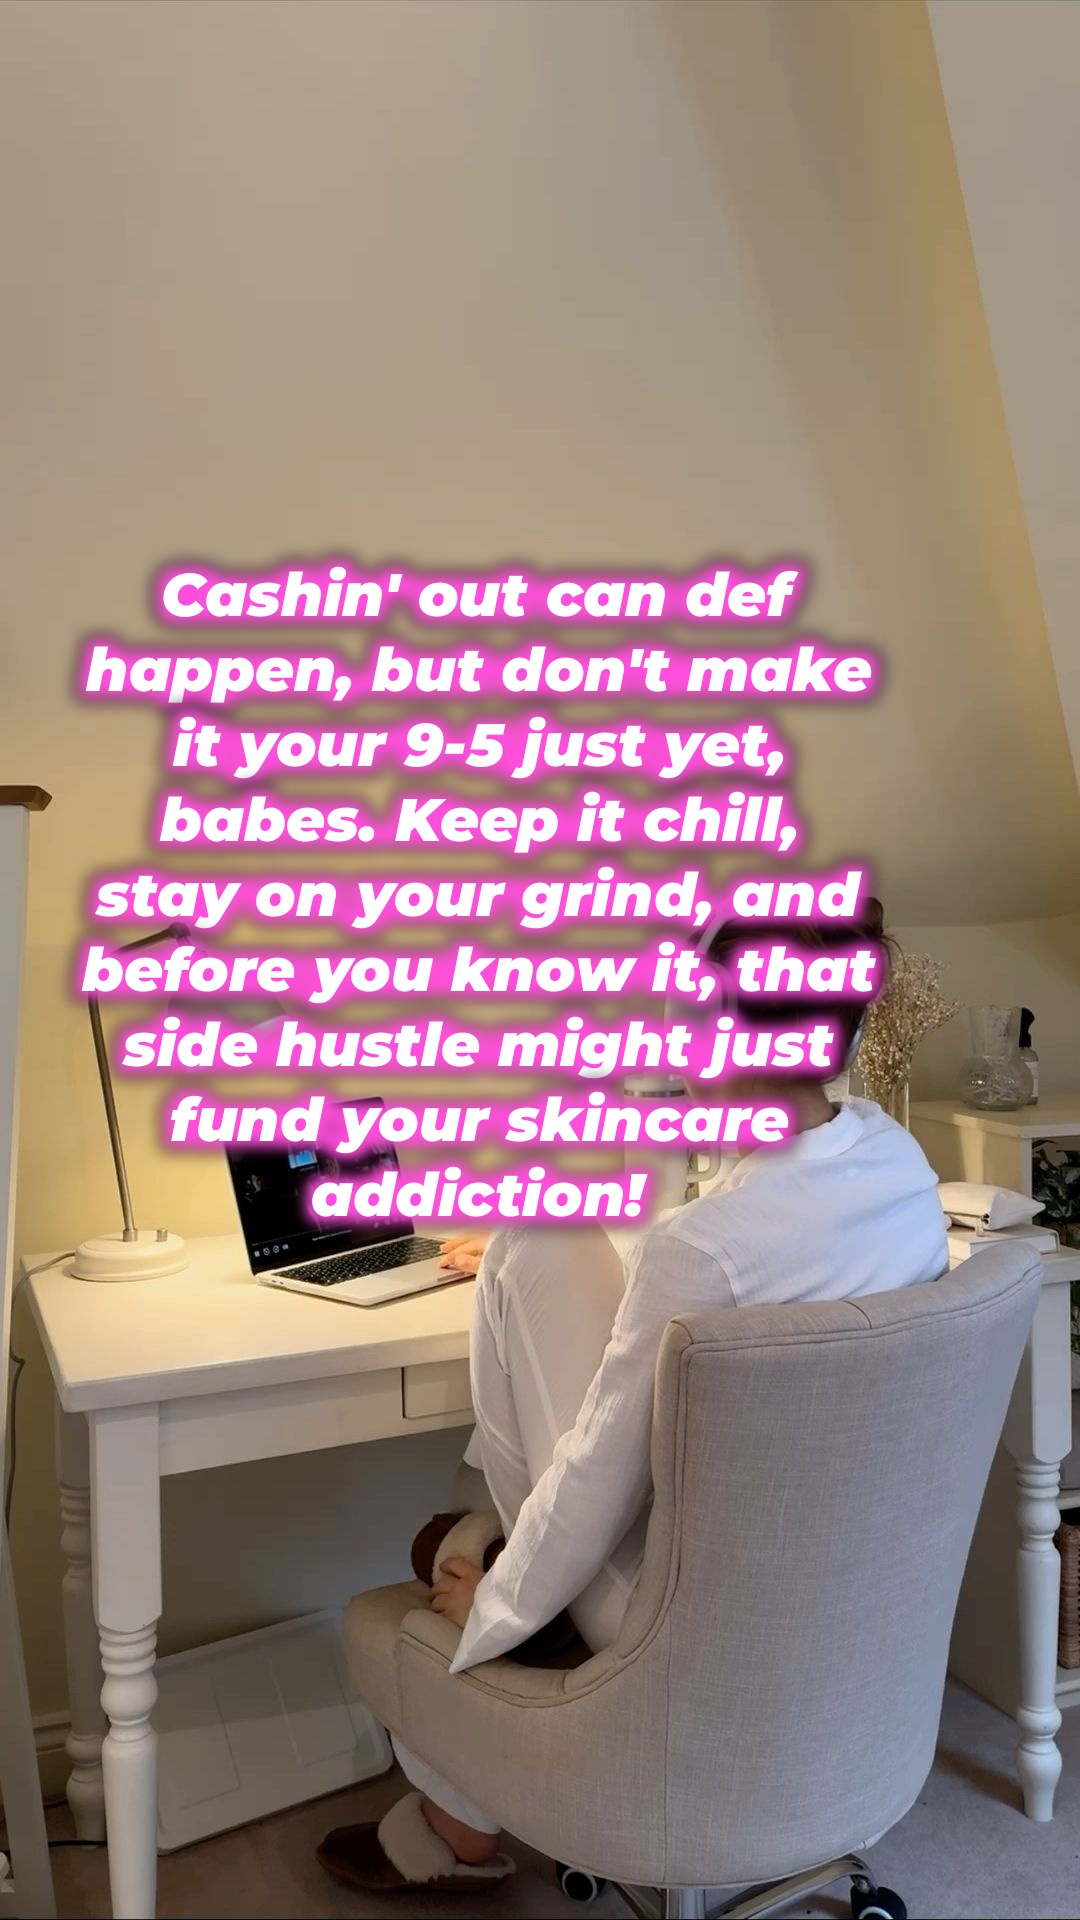 Cashin' out can def
happen, but don't make
it your 9-5 just yet,
babes. Keep it chill,
stay on your grind, and
before you know it, that
side hustle might just
fund your skincare
addiction!